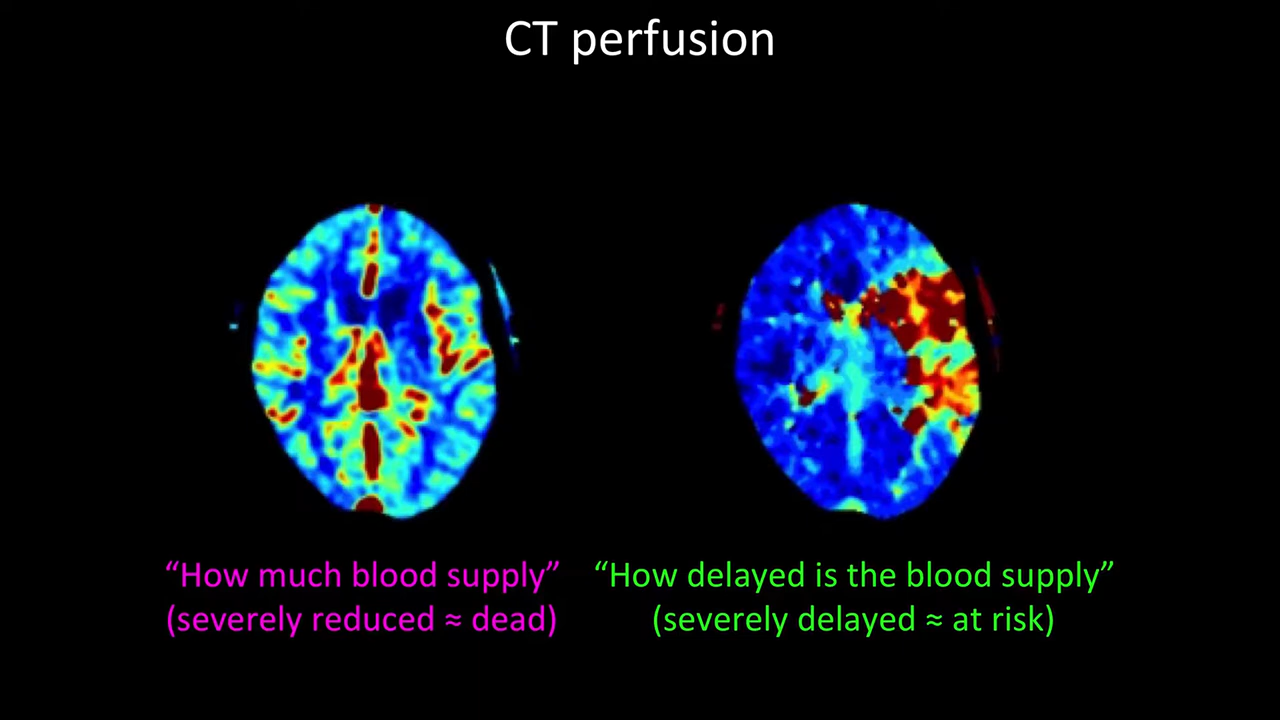 CT perfusion
“How much blood supply”
(severely reduced ≈ dead)
“How delayed is the blood supply”
(severely delayed ≈ at risk)